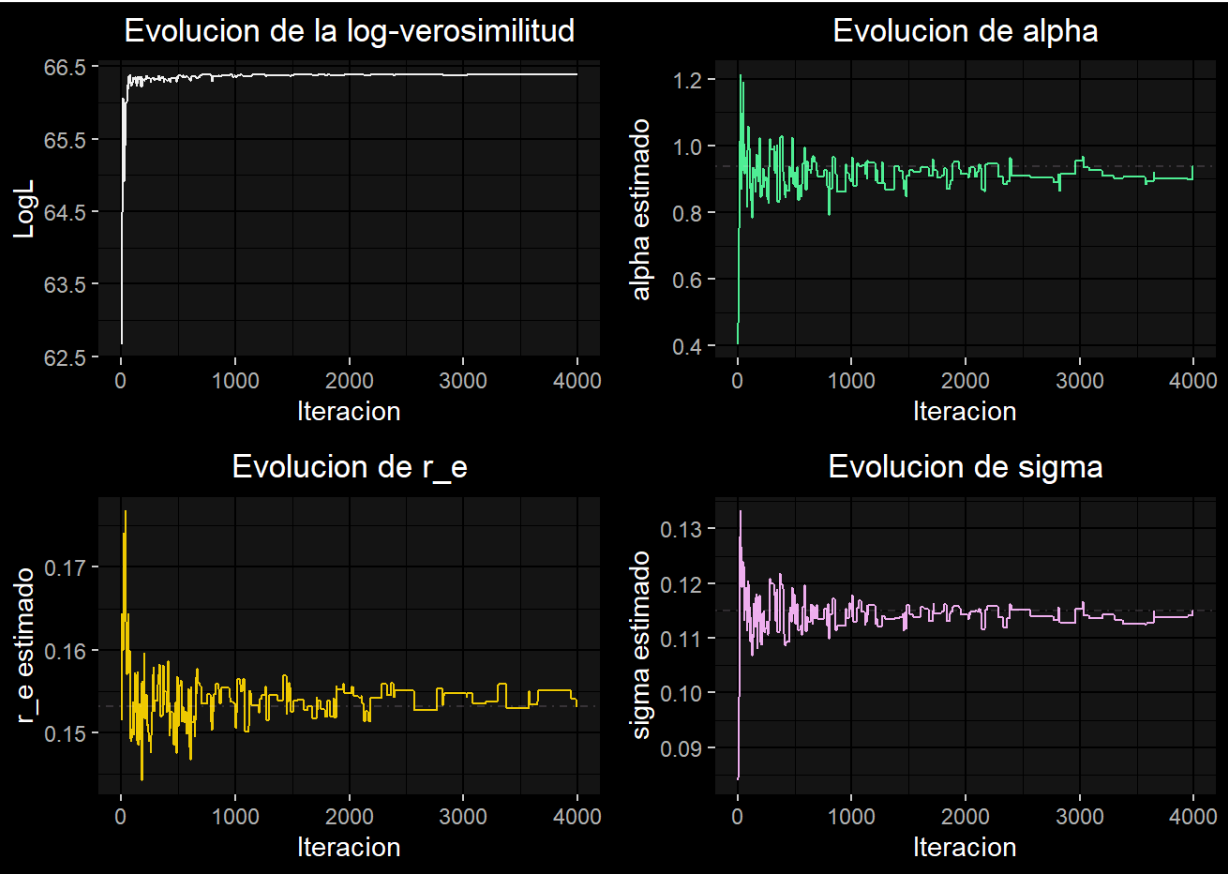 Evolucion de la log-verosimilitud
LogL
66.5
65.5
64.5
63.5
62.5
0 1000 2000 3000 4000
Iteracion
Evolucion de alpha
alpha estimado
1.2
1.0
0.8
0.6
0.4
0 1000 2000 3000 4000
Iteracion
Evolucion de r_e
r_e estimado
0.17
0.16
0.15
0 1000 2000 3000 4000
Iteracion
Evolucion de sigma
sigma estimado
0.13
0.12
0.11
0.10
0.09
0 1000 2000 3000 4000
Iteracion